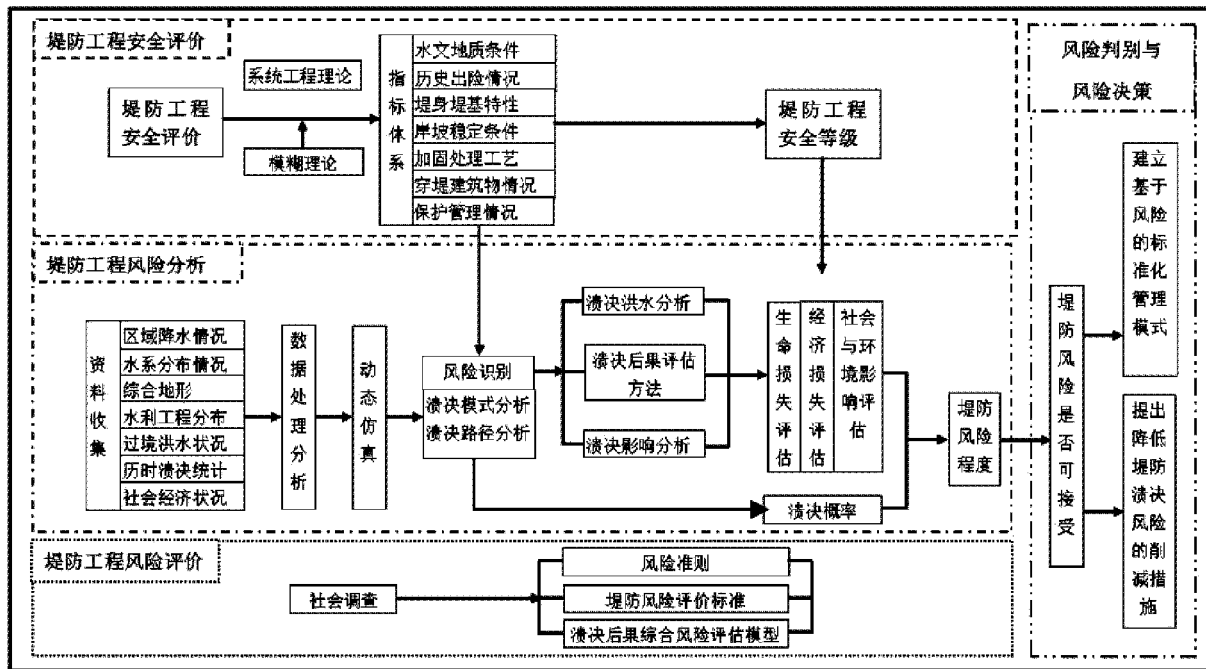 堤防工程安全评价
系统工程理论
堤防工程
安全评价
模糊理论
指标体系
水文地质条件
历史出险情况
堤身堤基特性
岸坡稳定条件
加固处理工艺
穿堤建筑物情况
保护管理情况
堤防工程
安全等级
堤防工程风险分析
资料收集
区域降水情况
水系分布情况
综合地形
水利工程分布
过境洪水状况
历时溃决统计
社会经济状况
数据处理分析
动态仿真
风险识别
溃决模式分析
溃决路径分析
溃决洪水分析
溃决后果评估
方法
溃决影响分析
生命损失评估
经济损失评估
社会与环境影响评估
溃决概率
堤防
风险
程度
堤防工程风险评价
社会调查
风险准则
堤防风险评价标准
溃决后果综合风险评估模型
风险判别与
风险决策
堤防风险是否可接受
建立基于风险的标准化管理模式
提出降低堤防溃决风险的削减措施